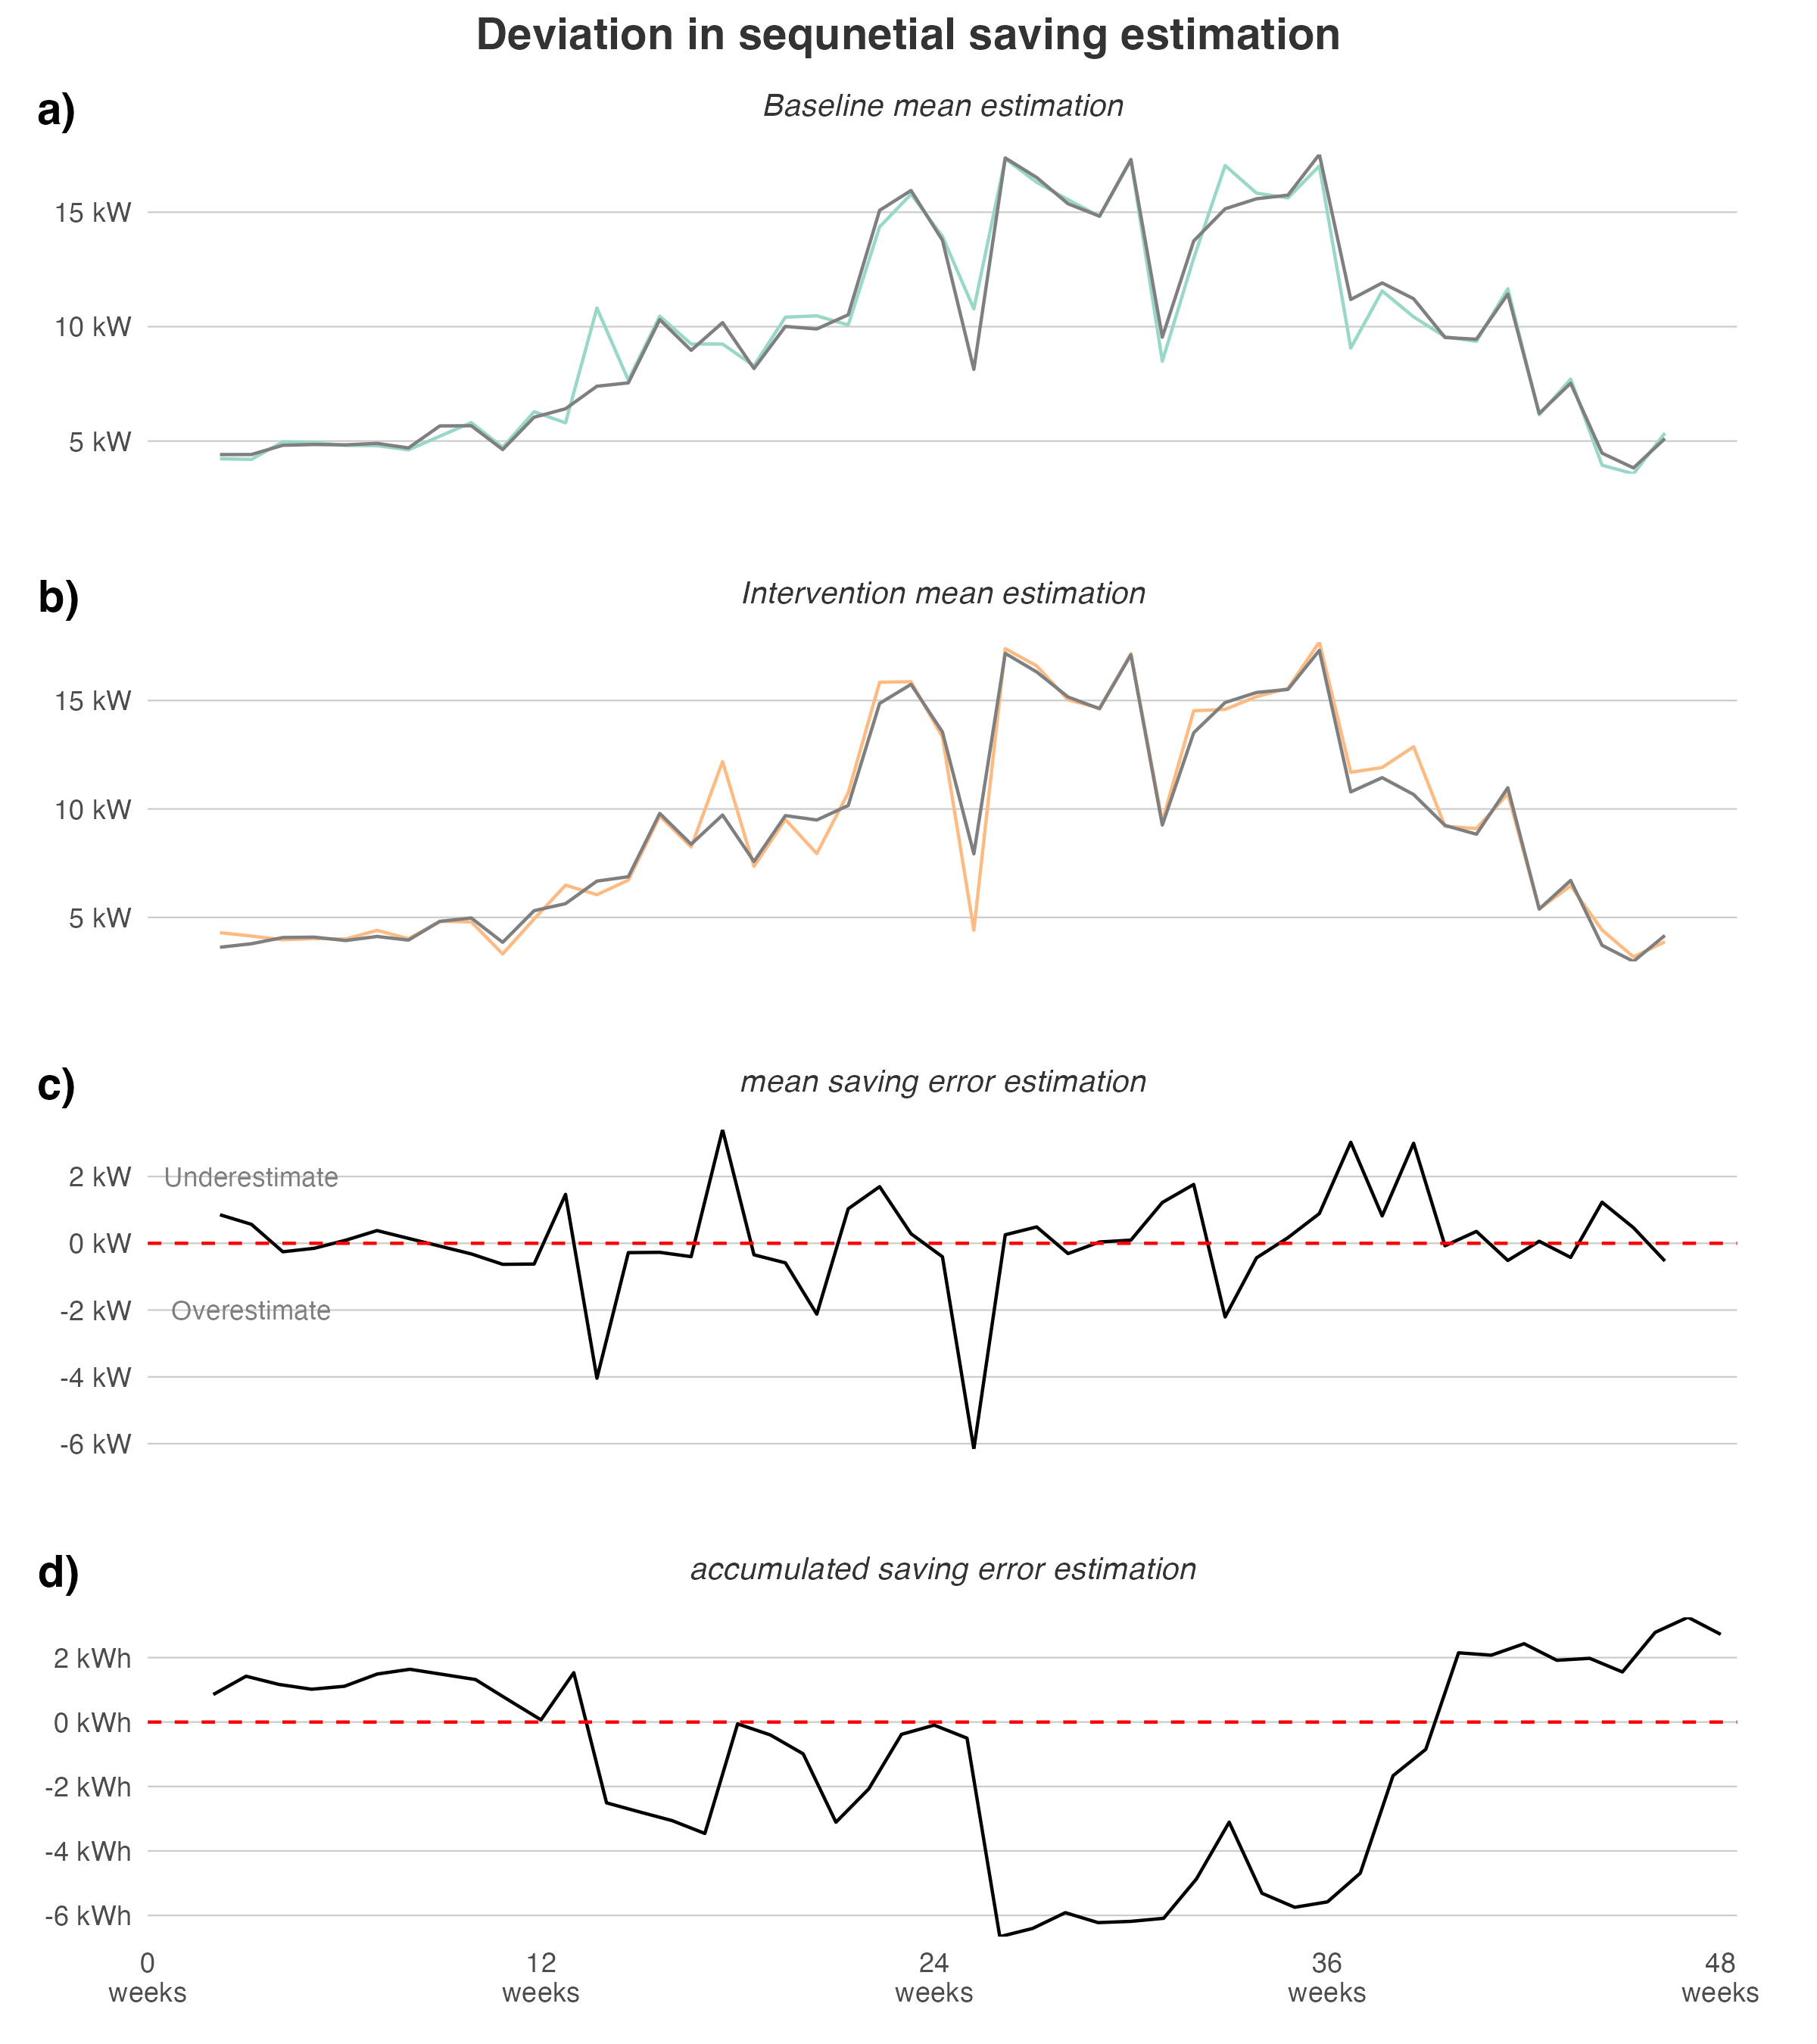 Deviation in sequnetial saving estimation
a)
Baseline mean estimation
15 kW
10 kW
5 kW
b)
Intervention mean estimation
15 kW
10 kW
5 kW
c)
mean saving error estimation
2 kW
Underestimate
0 kW
-2 kW
Overestimate
-4 kW
-6 kW
d)
accumulated saving error estimation
2 kWh
0 kWh
-2 kWh
-4 kWh
-6 kWh
0
weeks
12
weeks
24
weeks
36
weeks
48
weeks